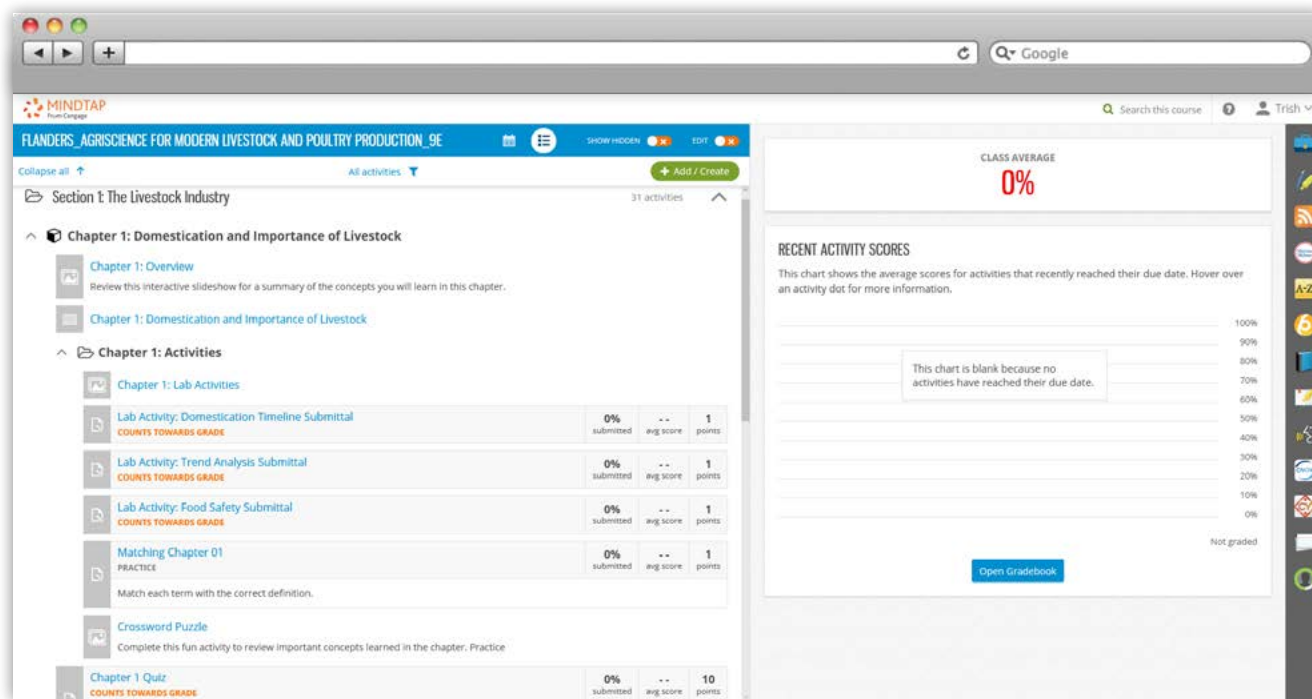 Google
MINDTAP
From Cengage
Search this course
Trish
FLANDERS_AGRISCIENCE FOR MODERN LIVESTOCK AND POULTRY PRODUCTION_9E
SHOW HIDDEN
EDIT
Collapse all
All activities
+ Add / Create
Section 1: The Livestock Industry
31 activities
Chapter 1: Domestication and Importance of Livestock
Chapter 1: Overview
Review this interactive slideshow for a summary of the concepts you will learn in this chapter.
Chapter 1: Domestication and Importance of Livestock
Chapter 1: Activities
Chapter 1: Lab Activities
Lab Activity: Domestication Timeline Submittal
COUNTS TOWARDS GRADE
0% -- 1
submitted avg score points
Lab Activity: Trend Analysis Submittal
COUNTS TOWARDS GRADE
0% -- 1
submitted avg score points
Lab Activity: Food Safety Submittal
COUNTS TOWARDS GRADE
0% -- 1
submitted avg score points
Matching Chapter 01
PRACTICE
0% -- 1
submitted avg score points
Match each term with the correct definition.
Crossword Puzzle
Complete this fun activity to review important concepts learned in the chapter. Practice
Chapter 1 Quiz
COUNTS TOWARDS GRADE
0% -- 10
submitted avg score points
CLASS AVERAGE
0%
RECENT ACTIVITY SCORES
This chart shows the average scores for activities that recently reached their due date. Hover over
an activity dot for more information.
100%
90%
80%
70%
60%
50%
40%
30%
20%
10%
0%
This chart is blank because no
activities have reached their due date.
Not graded
Open Gradebook
A-Z